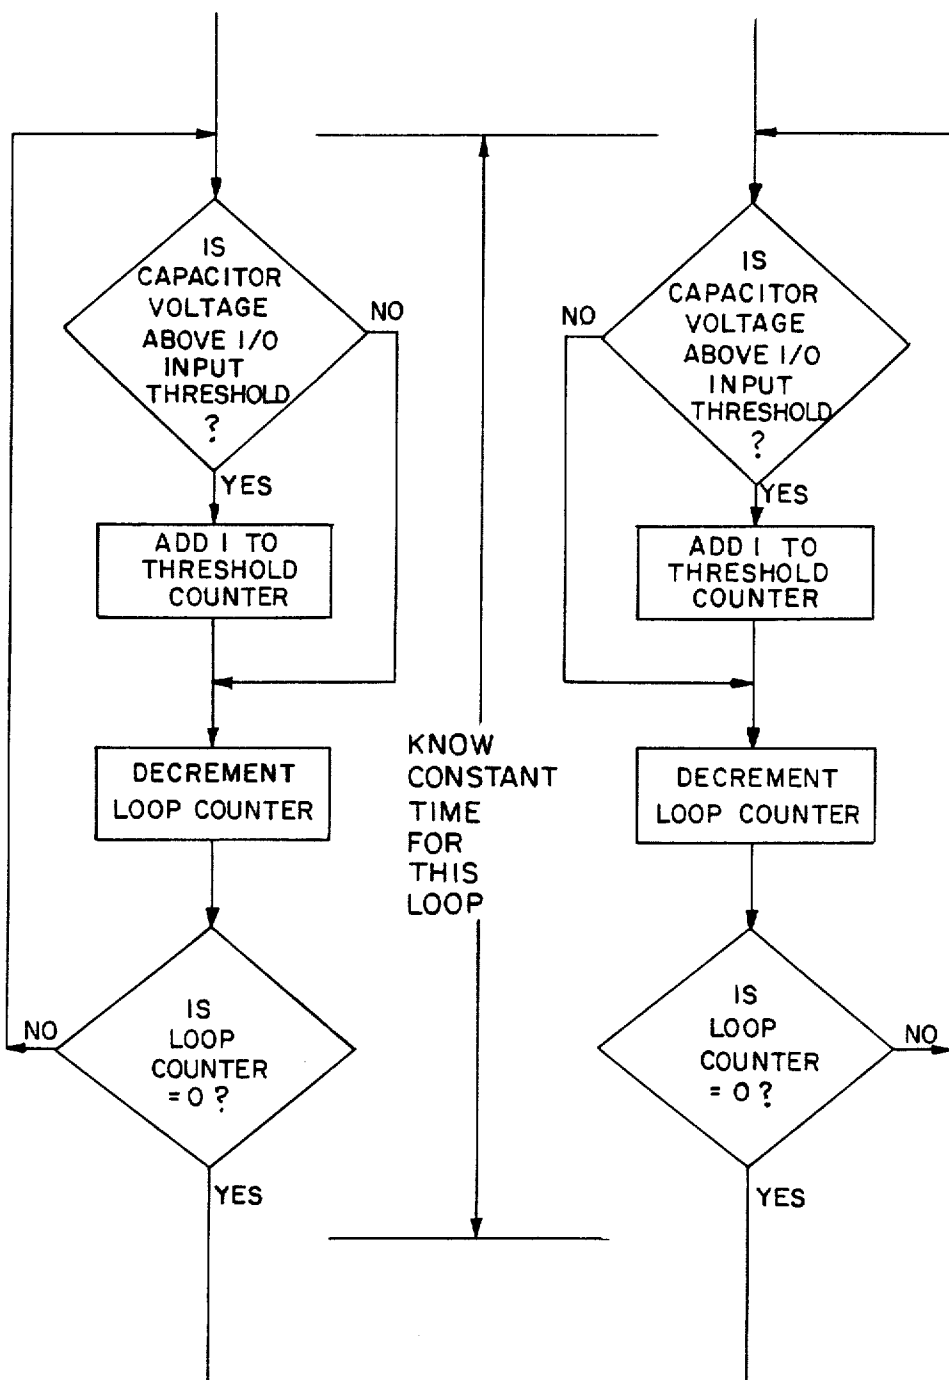 IS
CAPACITOR
VOLTAGE
ABOVE I/O
INPUT
THRESHOLD
?
NO
YES
ADD 1 TO
THRESHOLD
COUNTER
DECREMENT
LOOP COUNTER
IS
LOOP
COUNTER
= 0 ?
NO
YES
KNOW
CONSTANT
TIME
FOR
THIS
LOOP
IS
CAPACITOR
VOLTAGE
ABOVE I/O
INPUT
THRESHOLD
?
NO
YES
ADD 1 TO
THRESHOLD
COUNTER
DECREMENT
LOOP COUNTER
IS
LOOP
COUNTER
= 0 ?
NO
YES